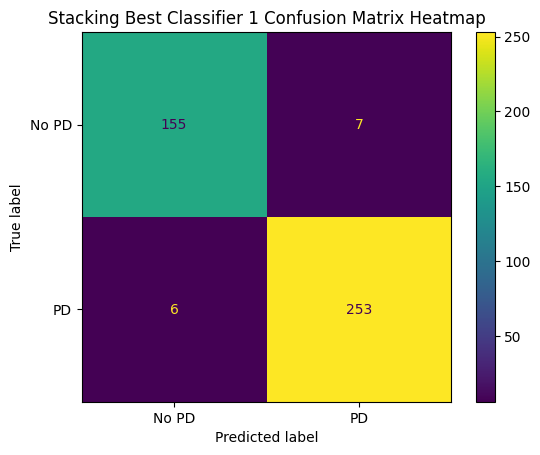 Stacking Best Classifier 1 Confusion Matrix Heatmap
True label
No PD
155
7
PD
6
253
No PD
PD
Predicted label
250
200
150
100
50